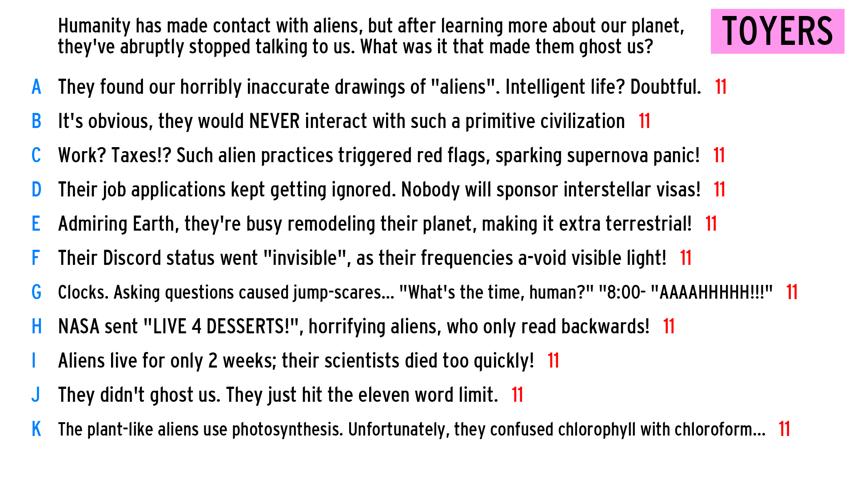 Humanity has made contact with aliens, but after learning more about our planet,
they've abruptly stopped talking to us. What was it that made them ghost us?
TOYERS
A They found our horribly inaccurate drawings of "aliens". Intelligent life? Doubtful. 11
B It's obvious, they would NEVER interact with such a primitive civilization 11
C Work? Taxes!? Such alien practices triggered red flags, sparking supernova panic! 11
D Their job applications kept getting ignored. Nobody will sponsor interstellar visas! 11
E Admiring Earth, they're busy remodeling their planet, making it extra terrestrial! 11
F Their Discord status went "invisible", as their frequencies a-void visible light! 11
G Clocks. Asking questions caused jump-scares... "What's the time, human?" "8:00- "AAAAHHHHH!!!" 11
H NASA sent "LIVE 4 DESSERTS!", horrifying aliens, who only read backwards! 11
I Aliens live for only 2 weeks; their scientists died too quickly! 11
J They didn't ghost us. They just hit the eleven word limit. 11
K The plant-like aliens use photosynthesis. Unfortunately, they confused chlorophyll with chloroform... 11